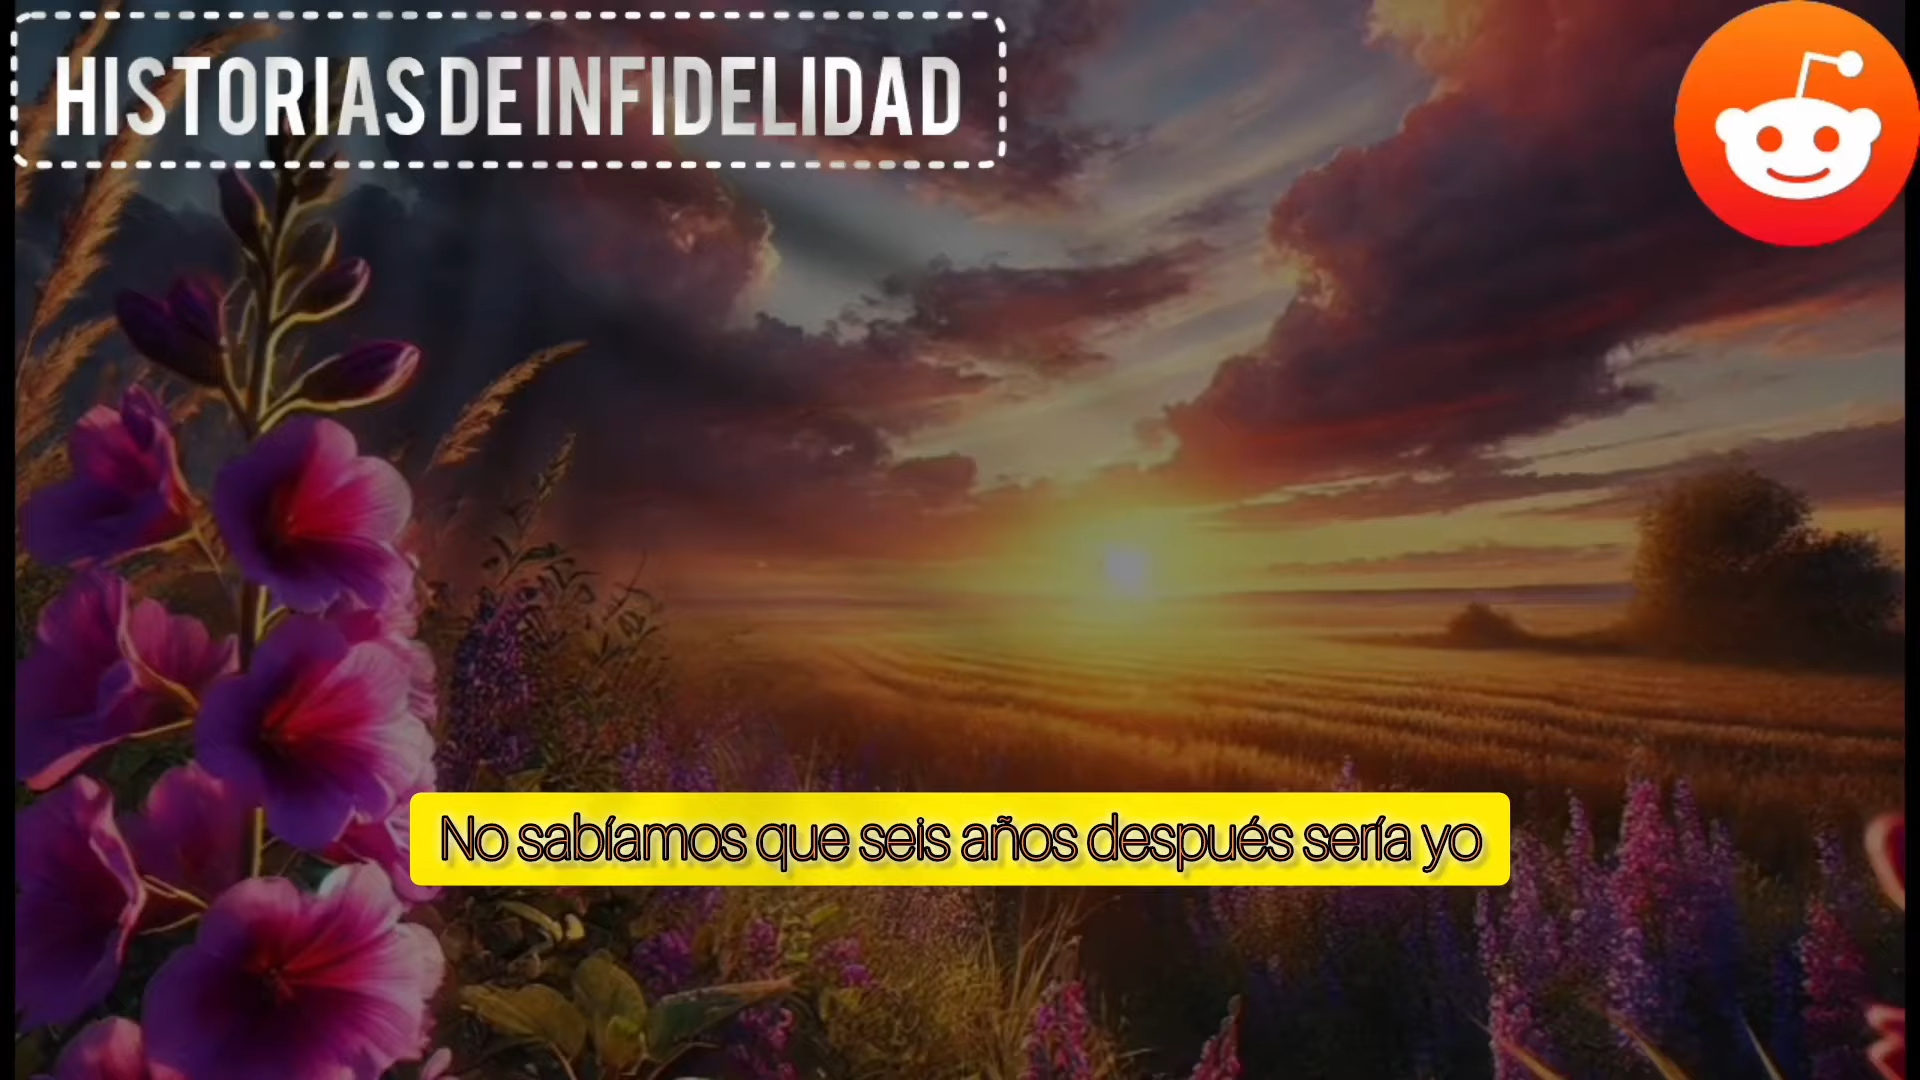 HISTORIAS DE INFIDELIDAD
No sabíamos que seis años después sería yo